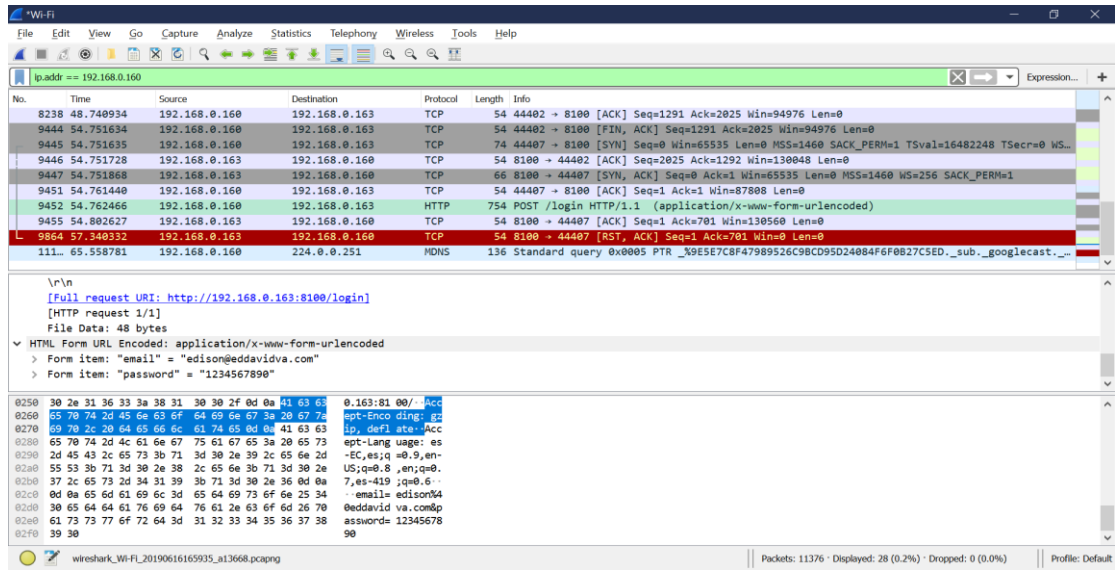 *Wi-Fi
File Edit View Go Capture Analyze Statistics Telephony Wireless Tools Help
ip.addr == 192.168.0.160 Expression... +
No. Time Source Destination Protocol Length Info
8238 48.740934 192.168.0.160 192.168.0.163 TCP 54 44402 → 8100 [ACK] Seq=1291 Ack=2025 Win=94976 Len=0
9444 54.751634 192.168.0.160 192.168.0.163 TCP 54 44402 → 8100 [FIN, ACK] Seq=1291 Ack=2025 Win=94976 Len=0
9445 54.751635 192.168.0.160 192.168.0.163 TCP 74 44407 → 8100 [SYN] Seq=0 Win=65535 Len=0 MSS=1460 SACK_PERM=1 TSval=16482248 TSecr=0 WS…
9446 54.751728 192.168.0.163 192.168.0.160 TCP 54 8100 → 44402 [ACK] Seq=2025 Ack=1292 Win=130048 Len=0
9447 54.751868 192.168.0.163 192.168.0.160 TCP 66 8100 → 44407 [SYN, ACK] Seq=0 Ack=1 Win=65535 Len=0 MSS=1460 WS=256 SACK_PERM=1
9451 54.761440 192.168.0.160 192.168.0.163 TCP 54 44407 → 8100 [ACK] Seq=1 Ack=1 Win=87808 Len=0
9452 54.762466 192.168.0.160 192.168.0.163 HTTP 754 POST /login HTTP/1.1 (application/x-www-form-urlencoded)
9455 54.802627 192.168.0.163 192.168.0.160 TCP 54 8100 → 44407 [ACK] Seq=1 Ack=701 Win=130560 Len=0
9864 57.340332 192.168.0.163 192.168.0.160 TCP 54 8100 → 44407 [RST, ACK] Seq=1 Ack=701 Win=0 Len=0
111… 65.558781 192.168.0.160 224.0.0.251 MDNS 136 Standard query 0x0005 PTR _%9E5E7C8F47989526C9BCD95D24084F6F0B27C5ED._sub._googlecast._…
\r\n
[Full request URI: http://192.168.0.163:8100/login]
[HTTP request 1/1]
File Data: 48 bytes
HTML Form URL Encoded: application/x-www-form-urlencoded
> Form item: "email" = "edison@eddavidva.com"
> Form item: "password" = "1234567890"
0250 30 2e 31 36 33 3a 38 31 30 30 2f 0d 0a 41 63 63 0.163:81 00/··Acc
0260 65 70 74 2d 45 6e 63 6f 64 69 6e 67 3a 20 67 7a ept-Enco ding: gz
0270 69 70 2c 20 64 65 66 6c 61 74 65 0d 0a 41 63 63 ip, defl ate··Acc
0280 65 70 74 2d 4c 61 6e 67 75 61 67 65 3a 20 65 73 ept-Lang uage: es
0290 2d 45 43 2c 65 73 3b 71 3d 30 2e 39 2c 65 6e 2d -EC,es;q =0.9,en-
02a0 55 53 3b 71 3d 30 2e 38 2c 65 6e 3b 71 3d 30 2e US;q=0.8 ,en;q=0.
02b0 37 2c 65 73 2d 34 31 39 3b 71 3d 30 2e 36 0d 0a 7,es-419 ;q=0.6··
02c0 0d 0a 65 6d 61 69 6c 3d 65 64 69 73 6f 6e 25 34 ··email= edison%4
02d0 30 65 64 64 61 76 69 64 76 61 2e 63 6f 6d 26 70 0eddavid va.com&p
02e0 61 73 73 77 6f 72 64 3d 31 32 33 34 35 36 37 38 assword= 12345678
02f0 39 30 90
wireshark_Wi-Fi_20190616165935_a13668.pcapng Packets: 11376 · Displayed: 28 (0.2%) · Dropped: 0 (0.0%) Profile: Default